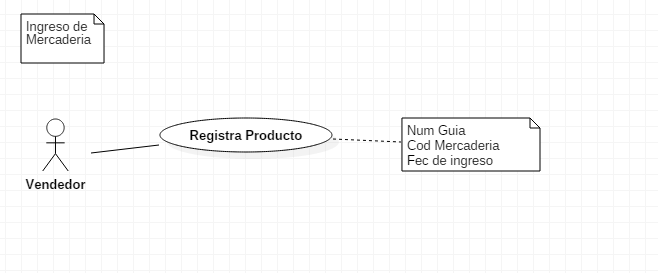 Ingreso de
Mercaderia
Registra Producto
Num Guia
Cod Mercaderia
Fec de ingreso
Vendedor